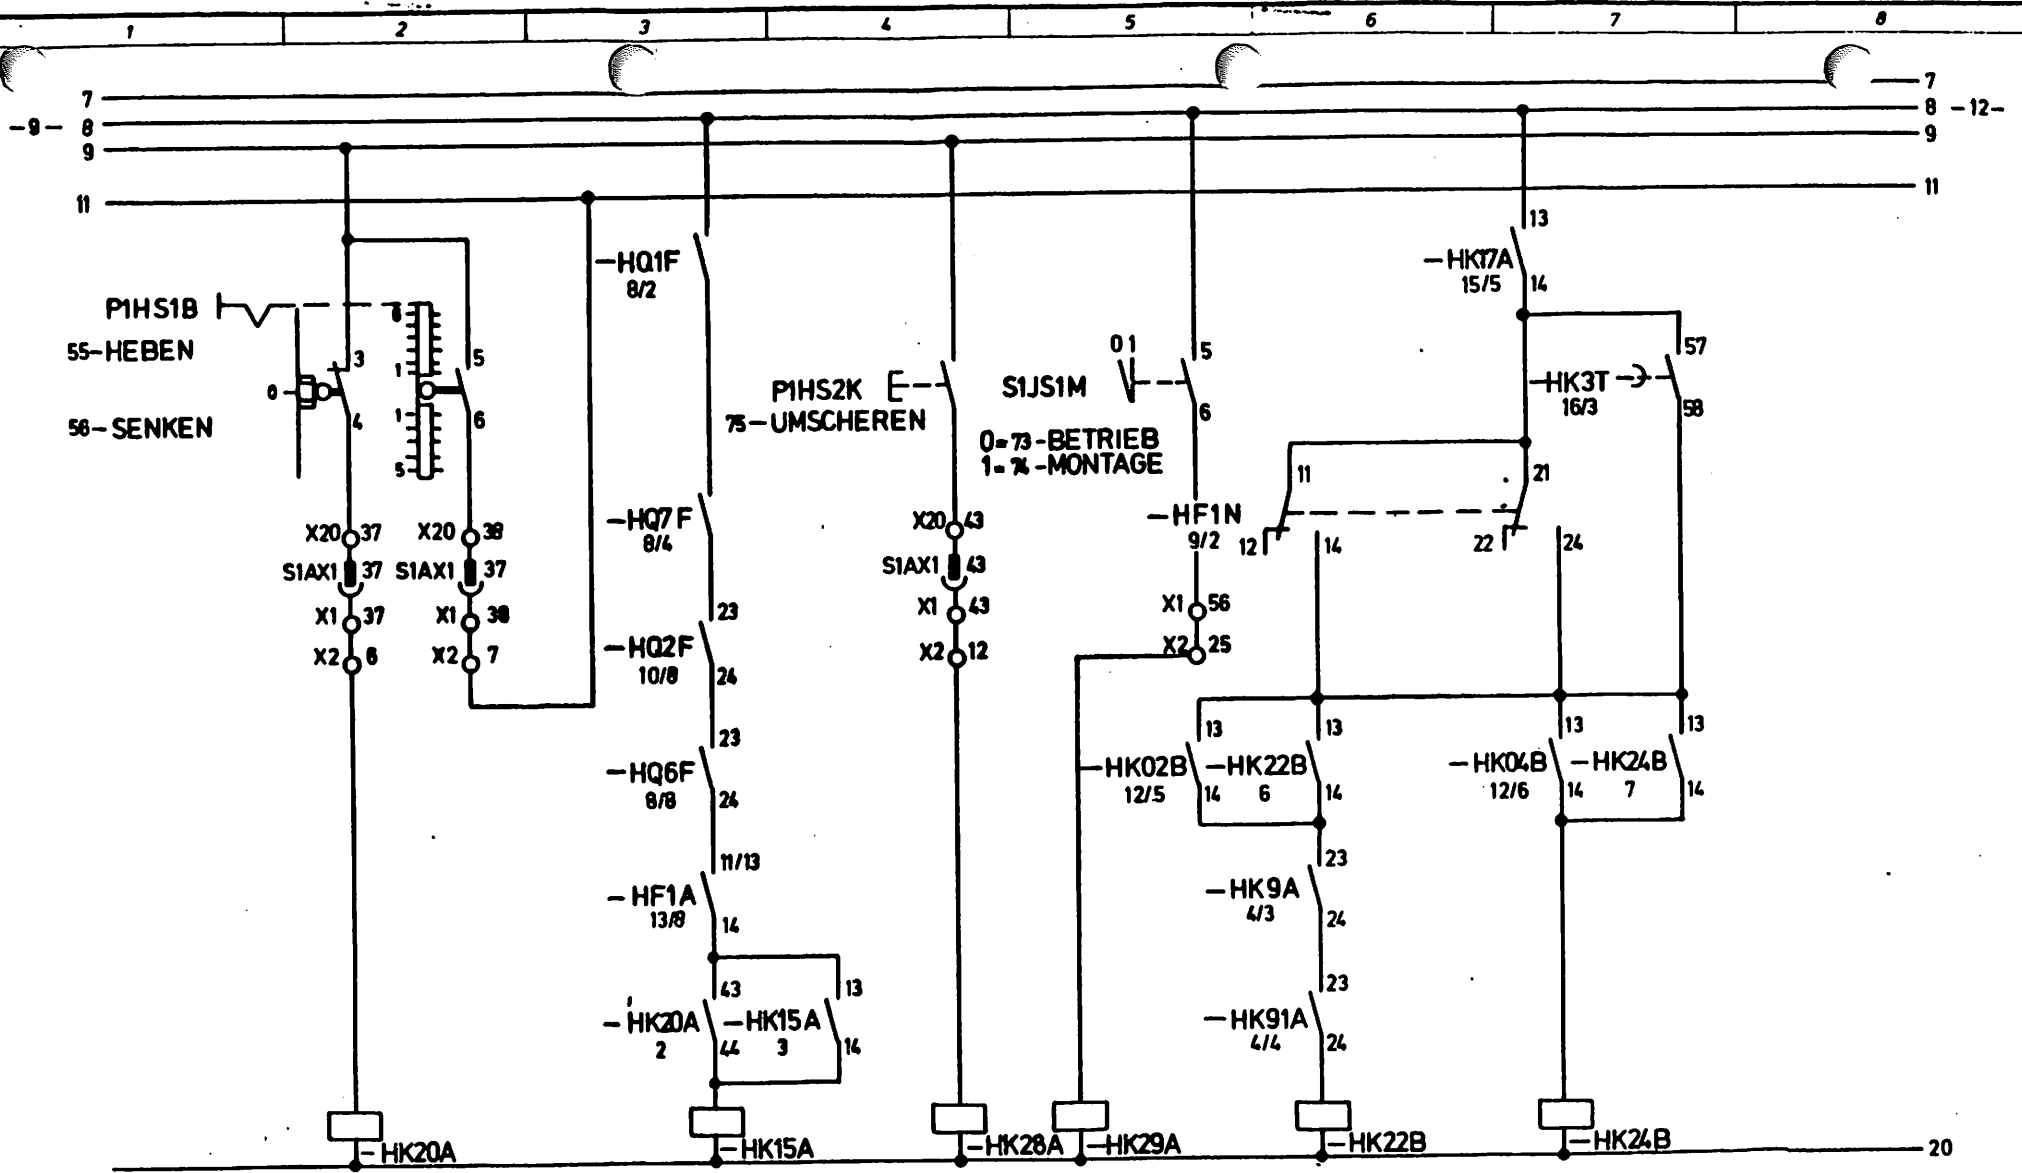 1 2 3 4 5 6 7 8
7 7
-9- 8 8 -12-
9 9
11 11
13
-HQ1F
8/2
-HK17A
15/5 14
P1HS1B
6
55-HEBEN
3 5
1
0
1
4 6
56-SENKEN
5
0 1
5
P1HS2K
75-UMSCHEREN
S1JS1M
6
0=73-BETRIEB
1=74-MONTAGE
57
-HK3T
16/3 58
11 21
-HQ7F
8/4
-HF1N
9/2 12 14 22 24
X20 37 X20 38 X20 43
S1AX1 37 S1AX1 37 S1AX1 43
X1 37 X1 38 X1 43 X1 56
X2 6 X2 7 X2 12 X2 25
23
-HQ2F
10/8 24
23
-HQ6F
8/8 24
13 13 13 13
-HK02B -HK22B -HK04B -HK24B
12/5 14 6 14 12/6 14 7 14
11/13
-HF1A
13/8 14
23
-HK9A
4/3 24
43 13
-HK20A -HK15A
2 44 3 14
23
-HK91A
4/4 24
-HK20A -HK15A -HK28A -HK29A -HK22B -HK24B 20